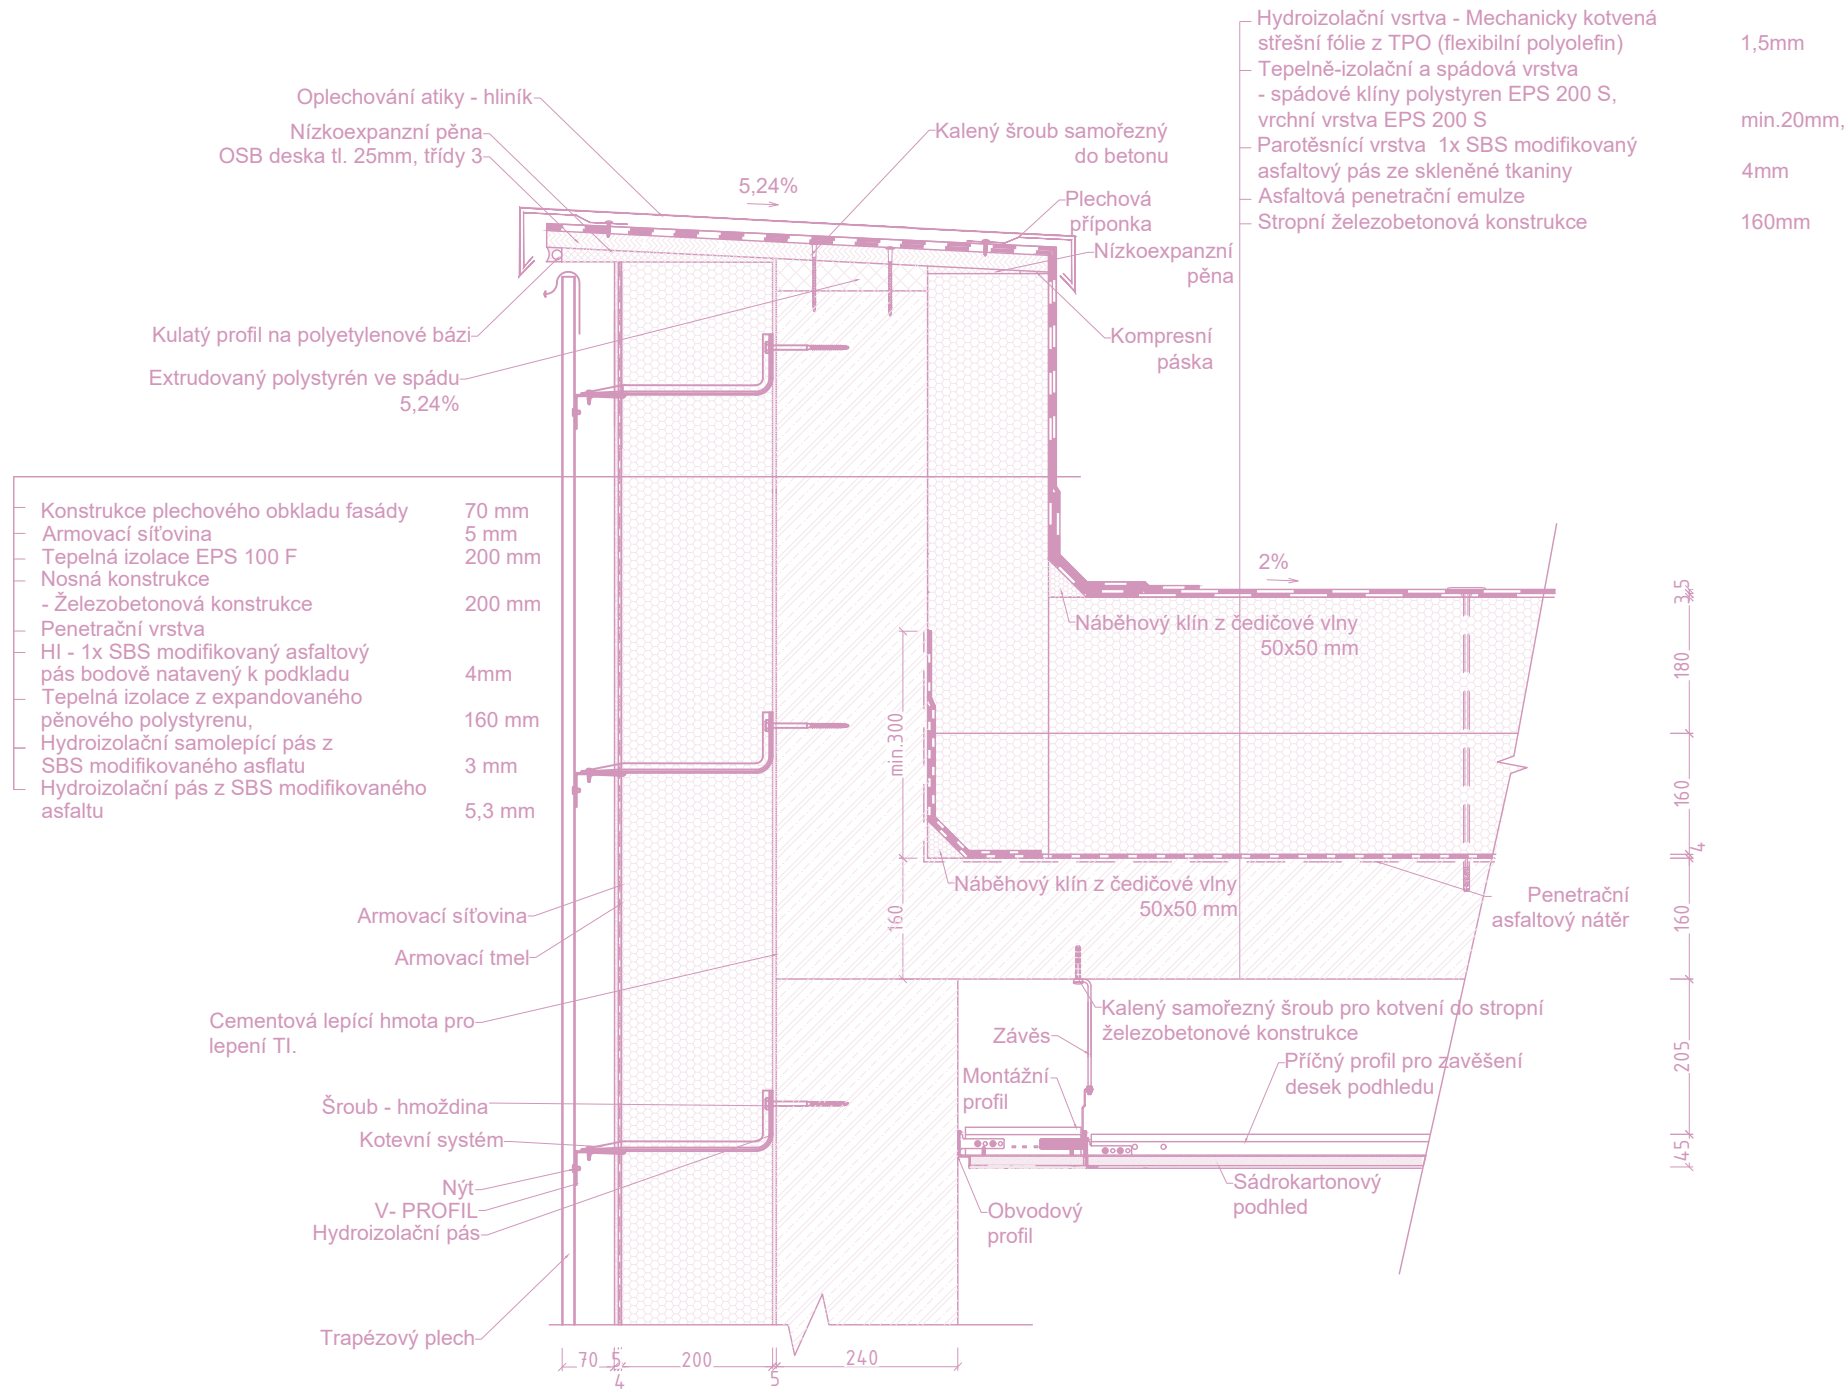 Hydroizolační vsrtva - Mechanicky kotvená
střešní fólie z TPO (flexibilní polyolefin) 1,5mm
Tepelně-izolační a spádová vrstva
- spádové klíny polystyren EPS 200 S,
vrchní vrstva EPS 200 S min.20mm,
Parotěsnící vrstva 1x SBS modifikovaný
asfaltový pás ze skleněné tkaniny 4mm
Asfaltová penetrační emulze
Stropní železobetonová konstrukce 160mm
Oplechování atiky - hliník
Nízkoexpanzní pěna
OSB deska tl. 25mm, třídy 3
5,24%
Kalený šroub samořezný
do betonu
Plechová
příponka
Nízkoexpanzní
pěna
Kompresní
páska
Kulatý profil na polyetylenové bázi
Extrudovaný polystyrén ve spádu
5,24%
Konstrukce plechového obkladu fasády 70 mm
Armovací síťovina 5 mm
Tepelná izolace EPS 100 F 200 mm
Nosná konstrukce
- Železobetonová konstrukce 200 mm
Penetrační vrstva
HI - 1x SBS modifikovaný asfaltový
pás bodově natavený k podkladu 4mm
Tepelná izolace z expandovaného
pěnového polystyrenu, 160 mm
Hydroizolační samolepící pás z
SBS modifikovaného asflatu 3 mm
Hydroizolační pás z SBS modifikovaného
asfaltu 5,3 mm
2%
Náběhový klín z čedičové vlny
50x50 mm
min.300
160
Náběhový klín z čedičové vlny
50x50 mm
Penetrační
asfaltový nátěr
180
160
4
160
205
45
Armovací síťovina
Armovací tmel
Cementová lepící hmota pro
lepení TI.
Kalený samořezný šroub pro kotvení do stropní
železobetonové konstrukce
Závěs
Montážní
profil
Příčný profil pro zavěšení
desek podhledu
Šroub - hmoždina
Kotevní systém
Nýt
V- PROFIL
Hydroizolační pás
Obvodový
profil
Sádrokartonový
podhled
Trapézový plech
70 5 200 240
4 5